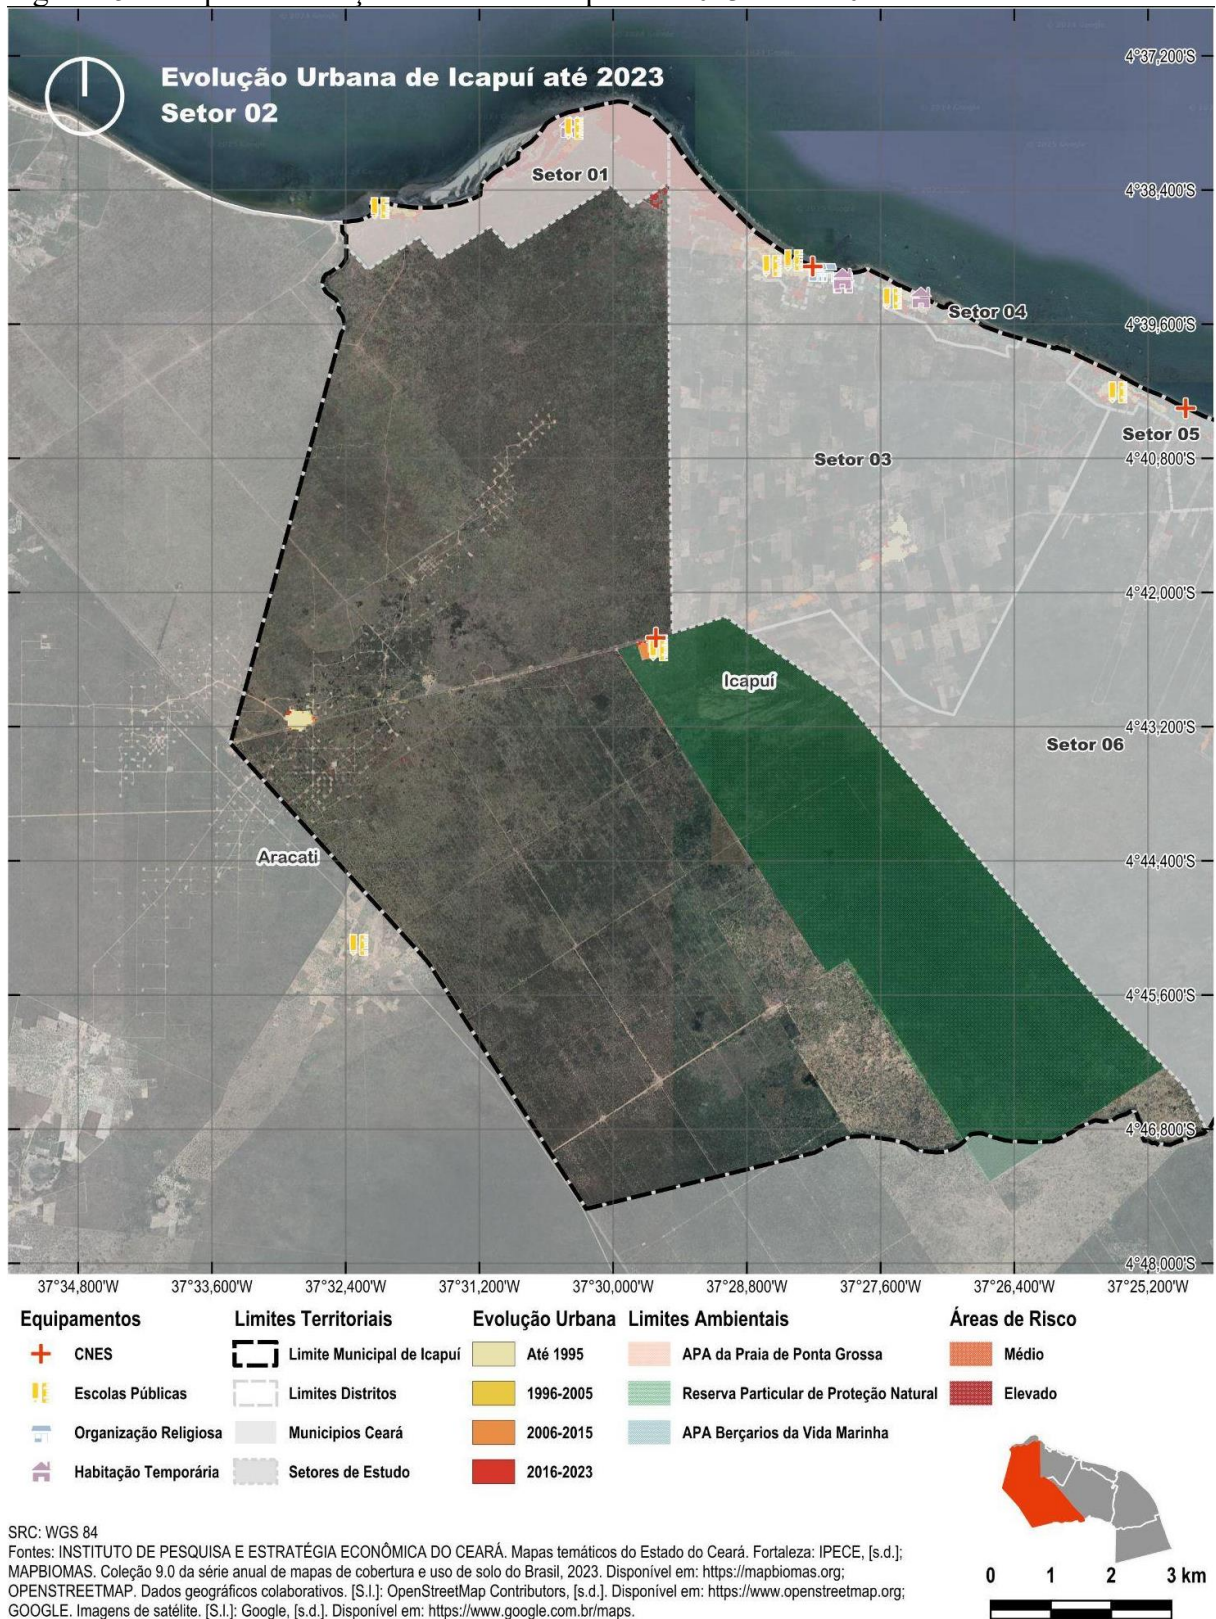 Evolução Urbana de Icapuí até 2023
Setor 02
4°37,200'S
Setor 01
4°38,400'S
Setor 04
4°39,600'S
Setor 05
Setor 03
4°40,800'S
4°42,000'S
Icapuí
4°43,200'S
Setor 06
Aracati
4°44,400'S
4°45,600'S
4°46,800'S
4°48,000'S
37°34,800'W 37°33,600'W 37°32,400'W 37°31,200'W 37°30,000'W 37°28,800'W 37°27,600'W 37°26,400'W 37°25,200'W
Equipamentos
CNES
Escolas Públicas
Organização Religiosa
Habitação Temporária
Limites Territoriais
Limite Municipal de Icapuí
Limites Distritos
Municipios Ceará
Setores de Estudo
Evolução Urbana
Até 1995
1996-2005
2006-2015
2016-2023
Limites Ambientais
APA da Praia de Ponta Grossa
Reserva Particular de Proteção Natural
APA Berçarios da Vida Marinha
Áreas de Risco
Médio
Elevado
0 1 2 3 km
SRC: WGS 84
Fontes: INSTITUTO DE PESQUISA E ESTRATÉGIA ECONÔMICA DO CEARÁ. Mapas temáticos do Estado do Ceará. Fortaleza: IPECE, [s.d.];
MAPBIOMAS. Coleção 9.0 da série anual de mapas de cobertura e uso de solo do Brasil, 2023. Disponível em: https://mapbiomas.org;
OPENSTREETMAP. Dados geográficos colaborativos. [S.l.]: OpenStreetMap Contributors, [s.d.]. Disponível em: https://www.openstreetmap.org;
GOOGLE. Imagens de satélite. [S.l.]: Google, [s.d.]. Disponível em: https://www.google.com.br/maps.